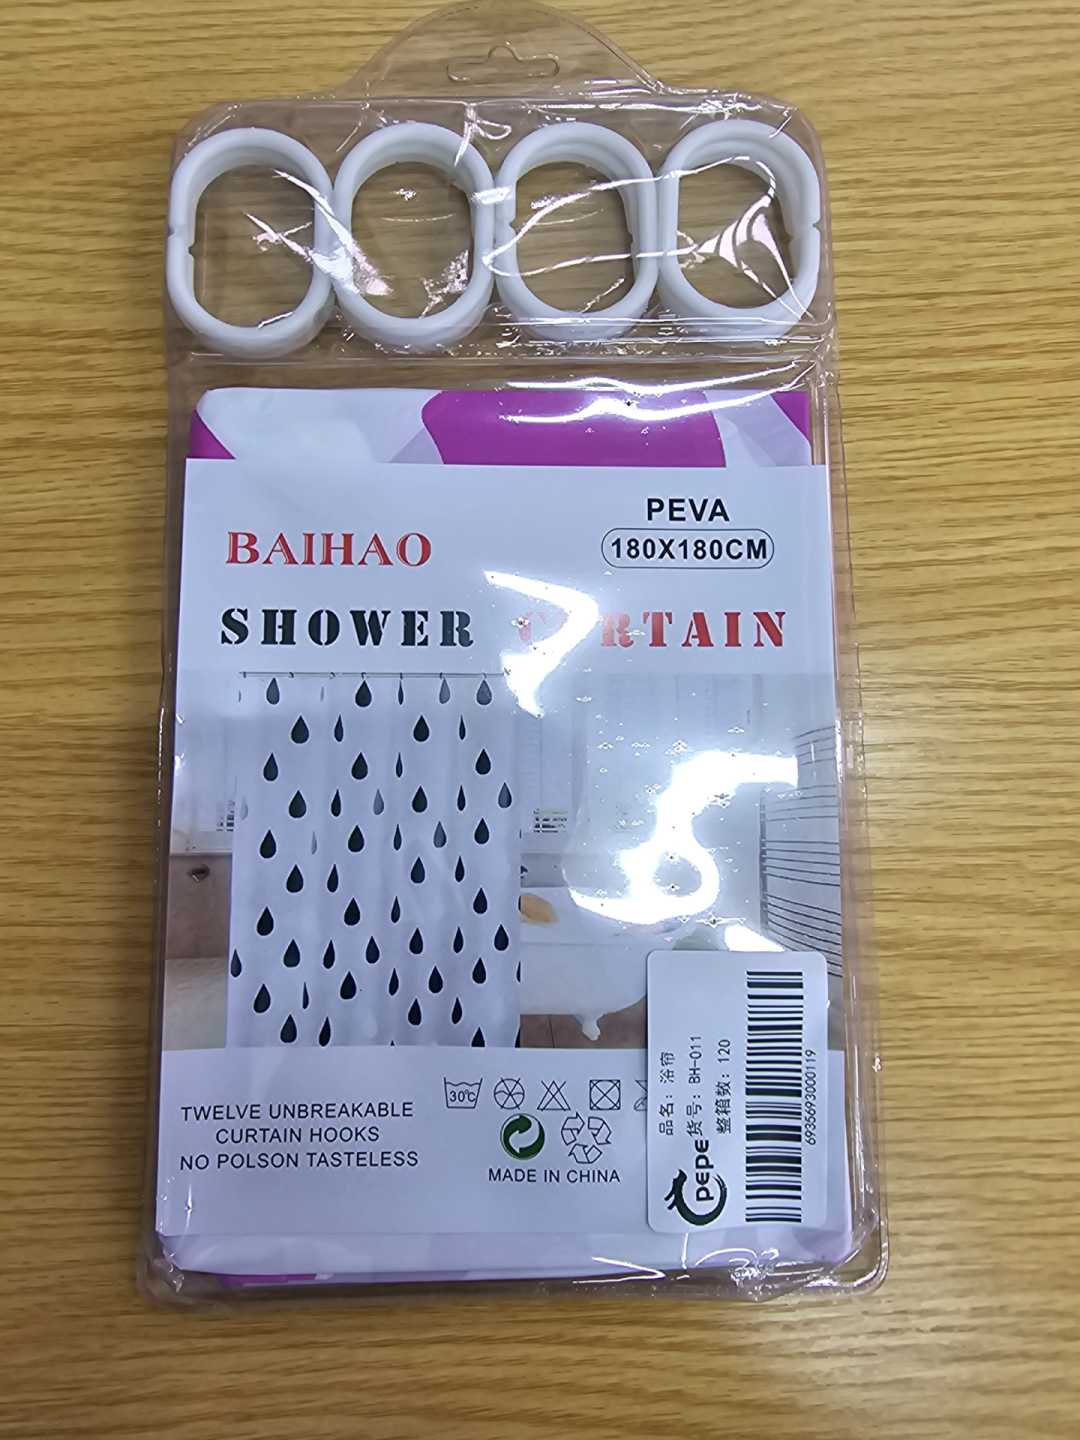 PEVA
180X180CM
BAIHAO
SHOWER CURTAIN
30°C
TWELVE UNBREAKABLE
CURTAIN HOOKS
NO POLSON TASTELESS
MADE IN CHINA
品名: 浴帘
货号: BH-011
整箱数: 120
6935693000119
pepe